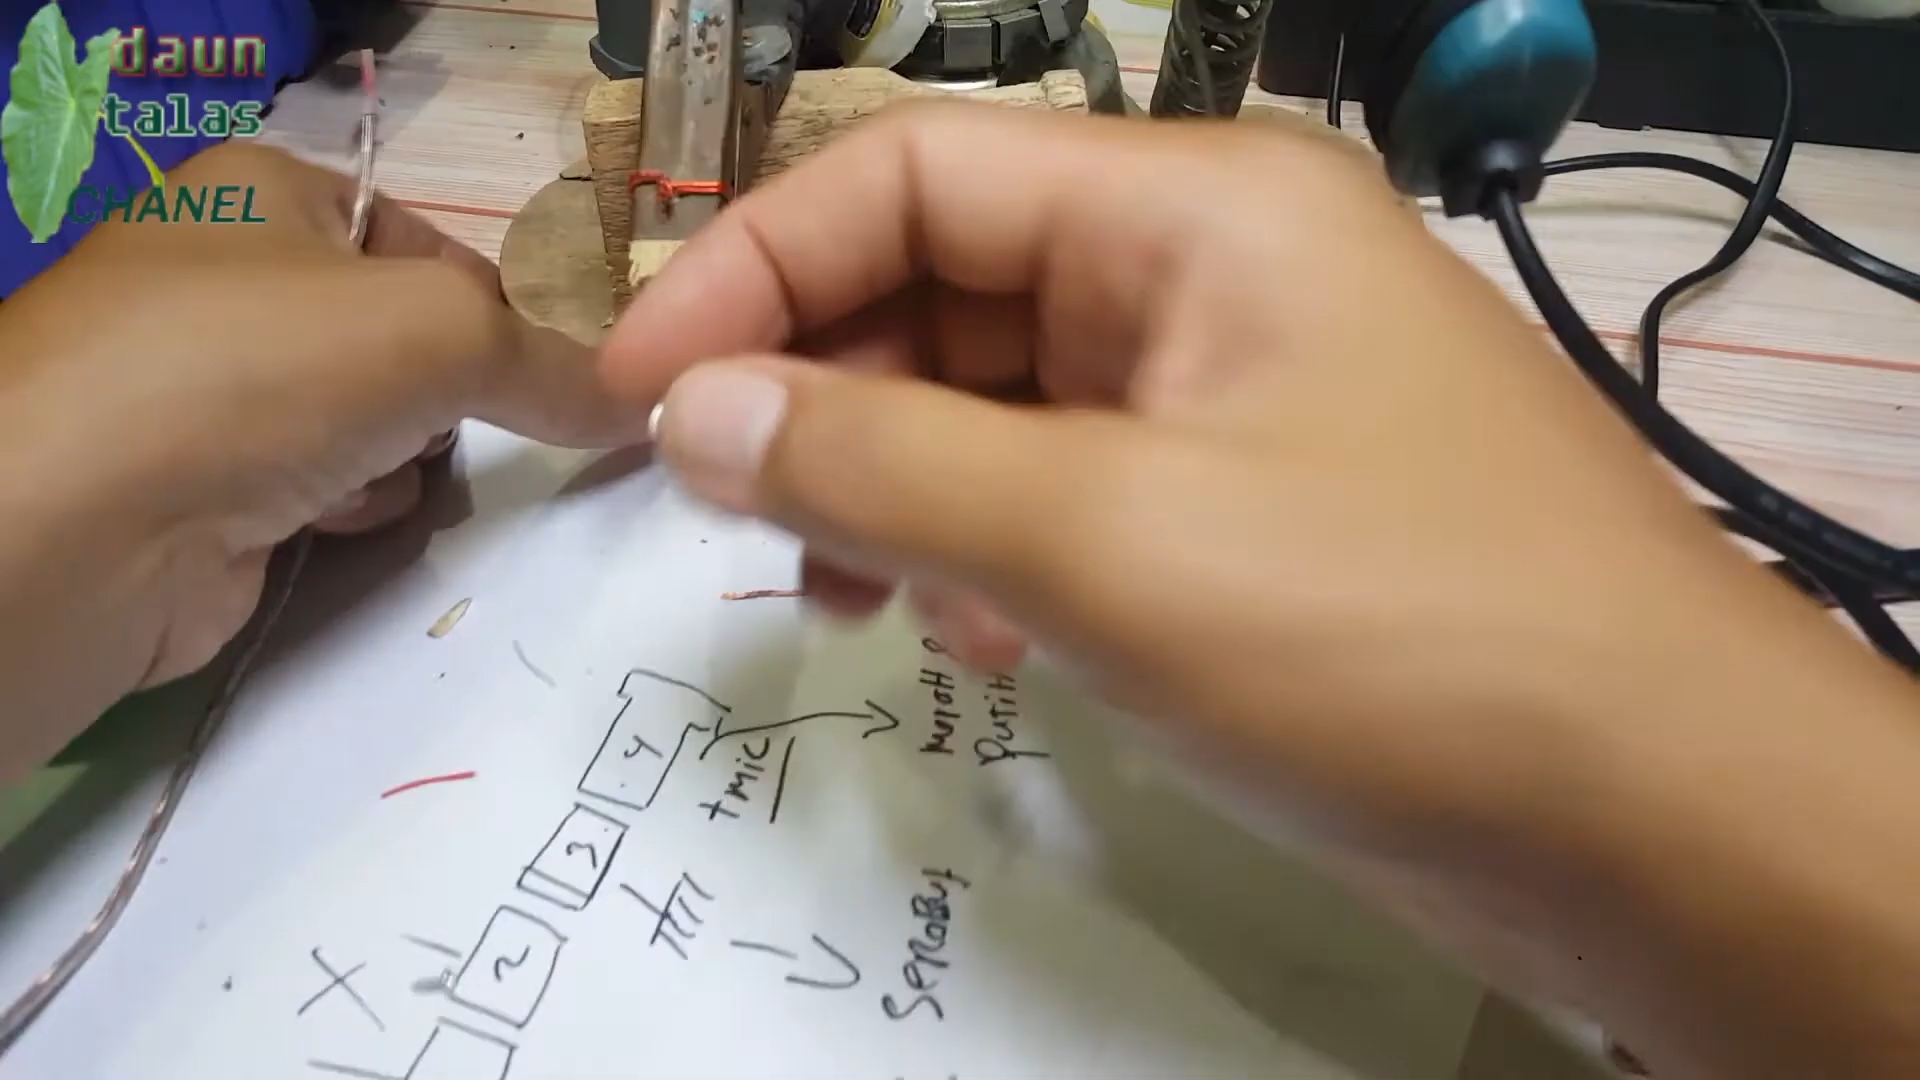 daun
talas
CHANEL
4
+mic
merah &
Putih
3
2
X
Serabut